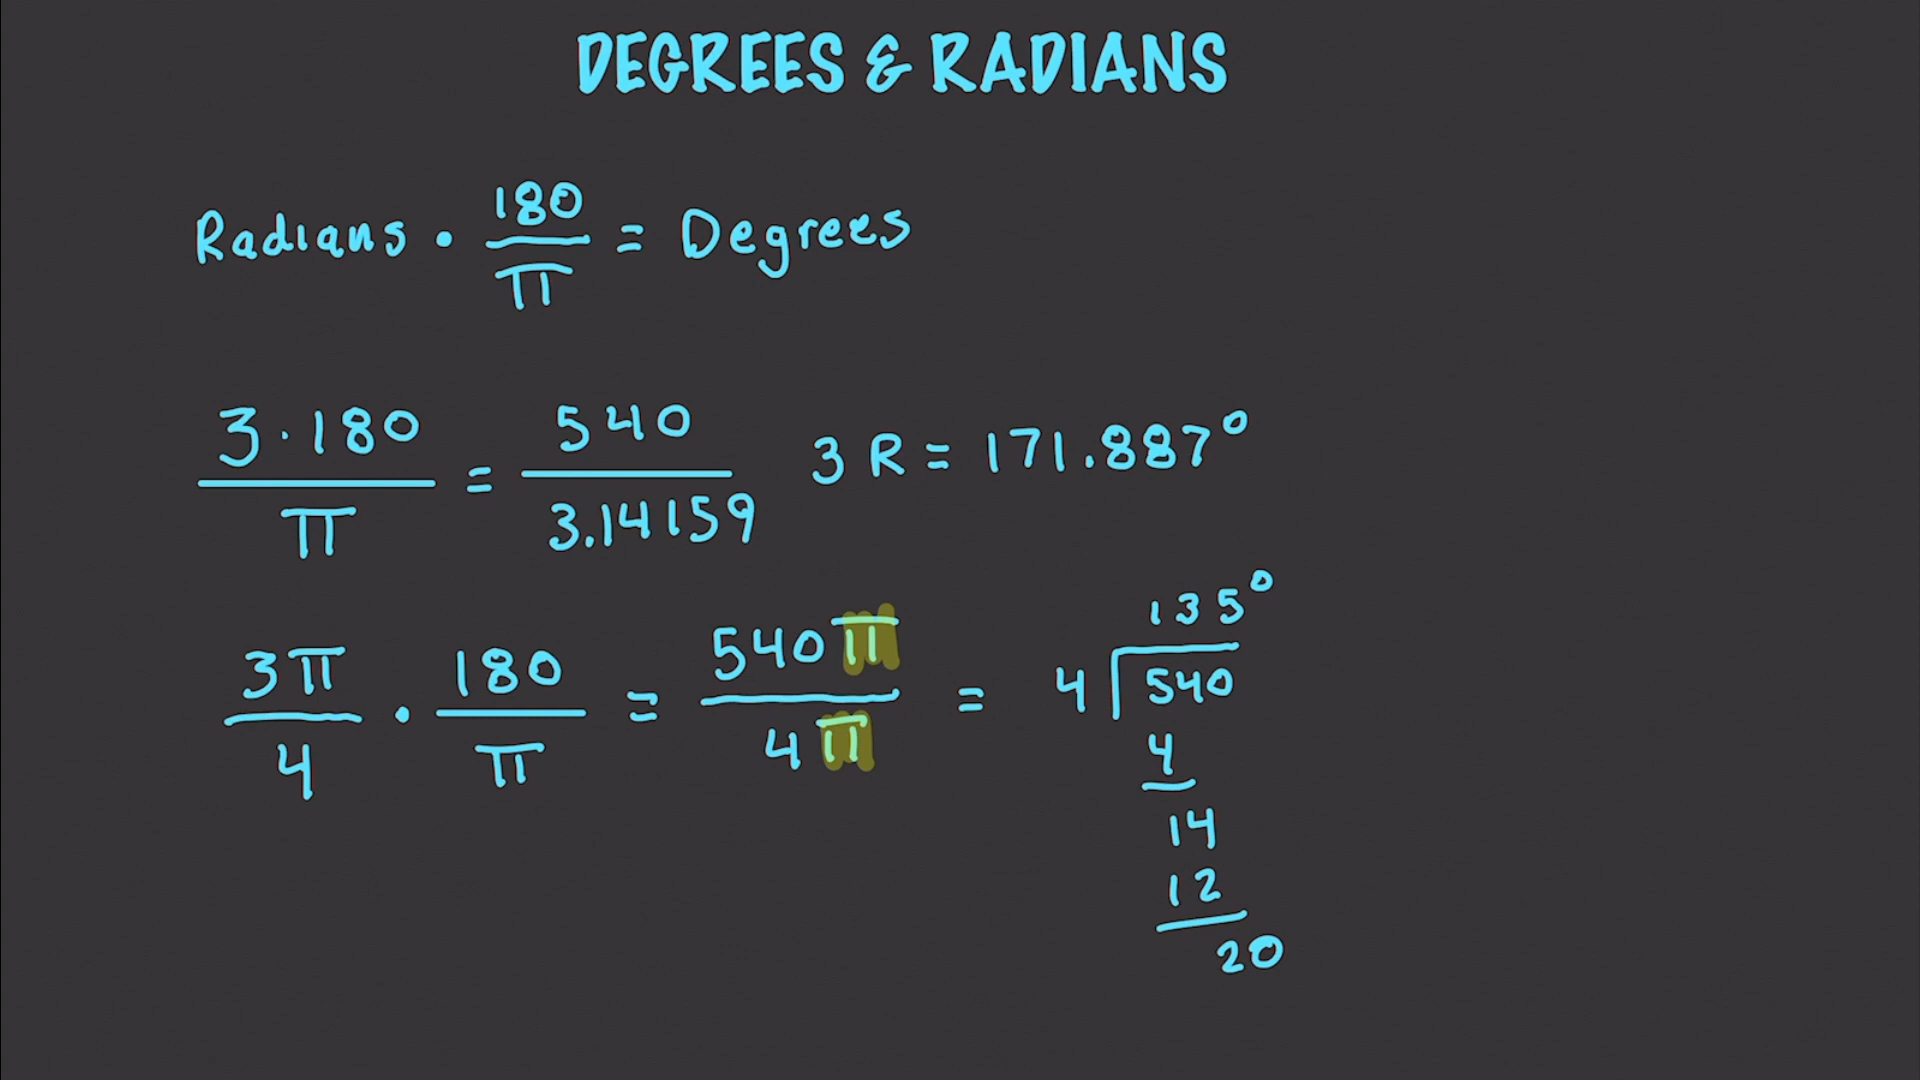 DEGREES & RADIANS
Radians · 180/π = Degrees
3·180/π = 540/3.14159 3 R = 171.887°
3π/4 · 180/π = 540π/4π = 4⟌540 135°
4
14
12
20